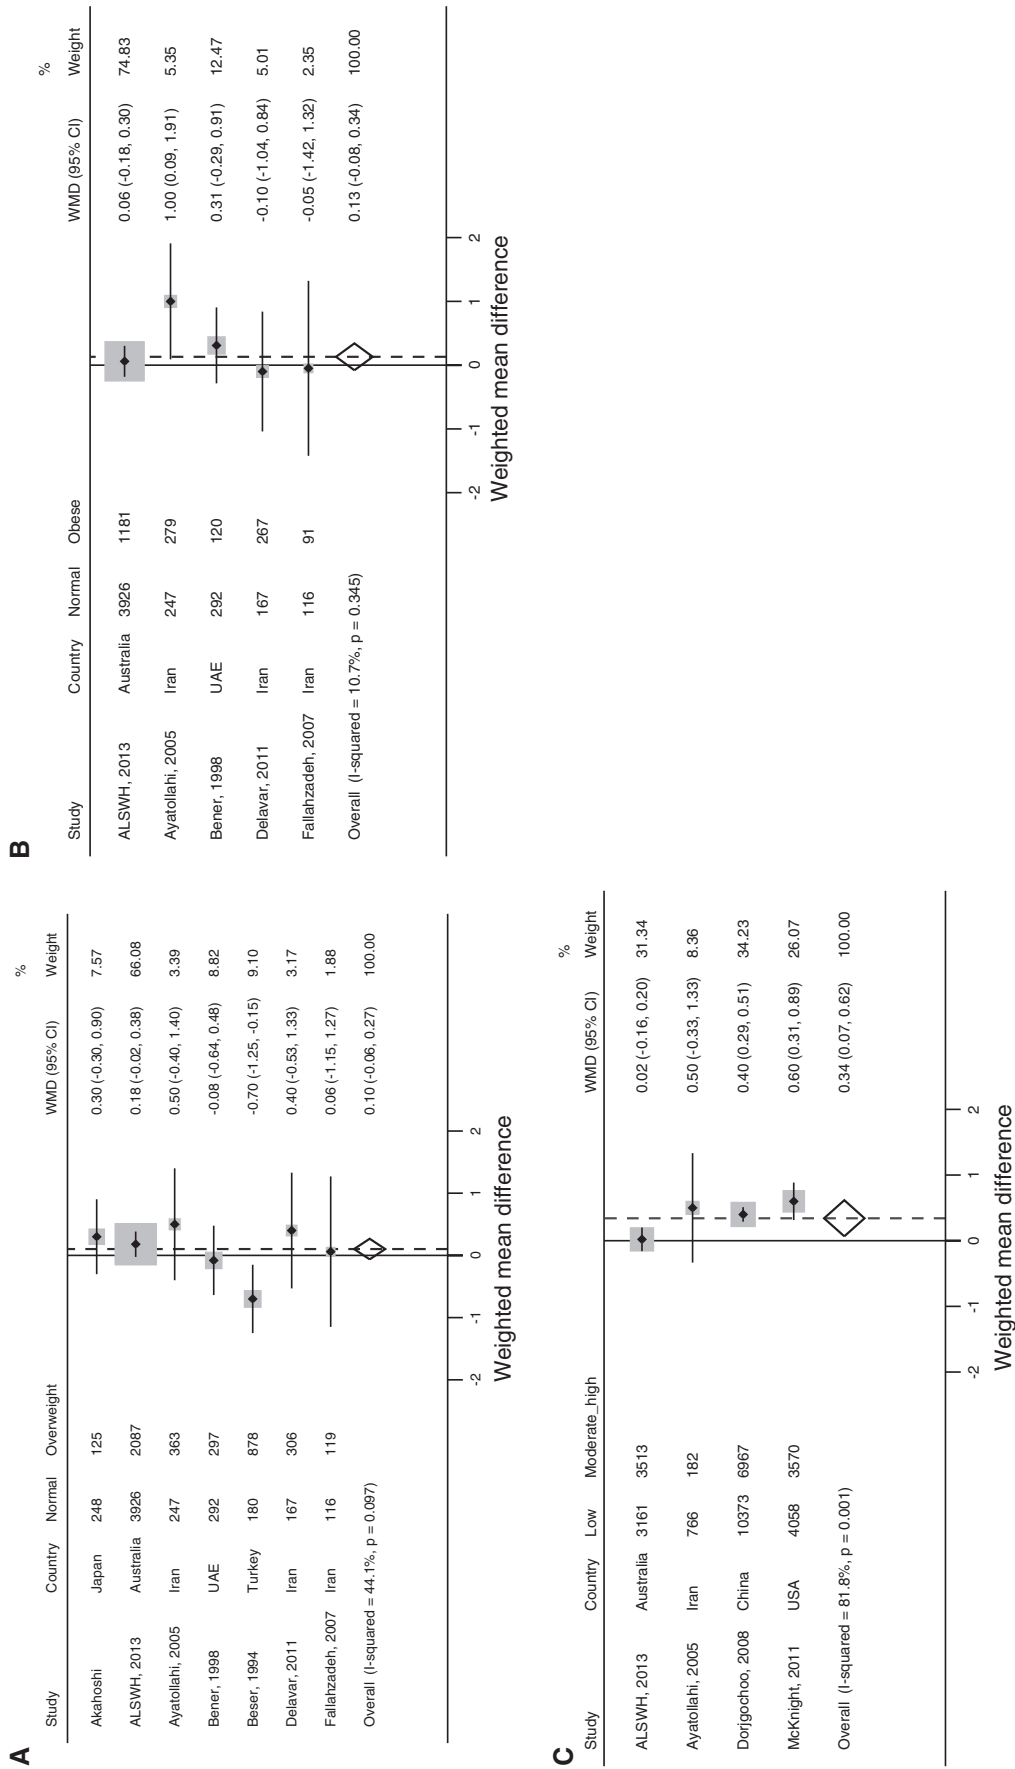 A
%
Study Country Normal Overweight WMD (95% CI) Weight
Akahoshi Japan 248 125 0.30 (-0.30, 0.90) 7.57
ALSWH, 2013 Australia 3926 2087 0.18 (-0.02, 0.38) 66.08
Ayatollahi, 2005 Iran 247 363 0.50 (-0.40, 1.40) 3.39
Bener, 1998 UAE 292 297 -0.08 (-0.64, 0.48) 8.82
Beser, 1994 Turkey 180 878 -0.70 (-1.25, -0.15) 9.10
Delavar, 2011 Iran 167 306 0.40 (-0.53, 1.33) 3.17
Fallahzadeh, 2007 Iran 116 119 0.06 (-1.15, 1.27) 1.88
Overall (I-squared = 44.1%, p = 0.097) 0.10 (-0.06, 0.27) 100.00
-2 -1 0 1 2
Weighted mean difference
B
%
Study Country Normal Obese WMD (95% CI) Weight
ALSWH, 2013 Australia 3926 1181 0.06 (-0.18, 0.30) 74.83
Ayatollahi, 2005 Iran 247 279 1.00 (0.09, 1.91) 5.35
Bener, 1998 UAE 292 120 0.31 (-0.29, 0.91) 12.47
Delavar, 2011 Iran 167 267 -0.10 (-1.04, 0.84) 5.01
Fallahzadeh, 2007 Iran 116 91 -0.05 (-1.42, 1.32) 2.35
Overall (I-squared = 10.7%, p = 0.345) 0.13 (-0.08, 0.34) 100.00
-2 -1 0 1 2
Weighted mean difference
C
%
Study Country Low Moderate_high WMD (95% CI) Weight
ALSWH, 2013 Australia 3161 3513 0.02 (-0.16, 0.20) 31.34
Ayatollahi, 2005 Iran 766 182 0.50 (-0.33, 1.33) 8.36
Dorjgochoo, 2008 China 10373 6967 0.40 (0.29, 0.51) 34.23
McKnight, 2011 USA 4058 3570 0.60 (0.31, 0.89) 26.07
Overall (I-squared = 81.8%, p = 0.001) 0.34 (0.07, 0.62) 100.00
-2 -1 0 1 2
Weighted mean difference